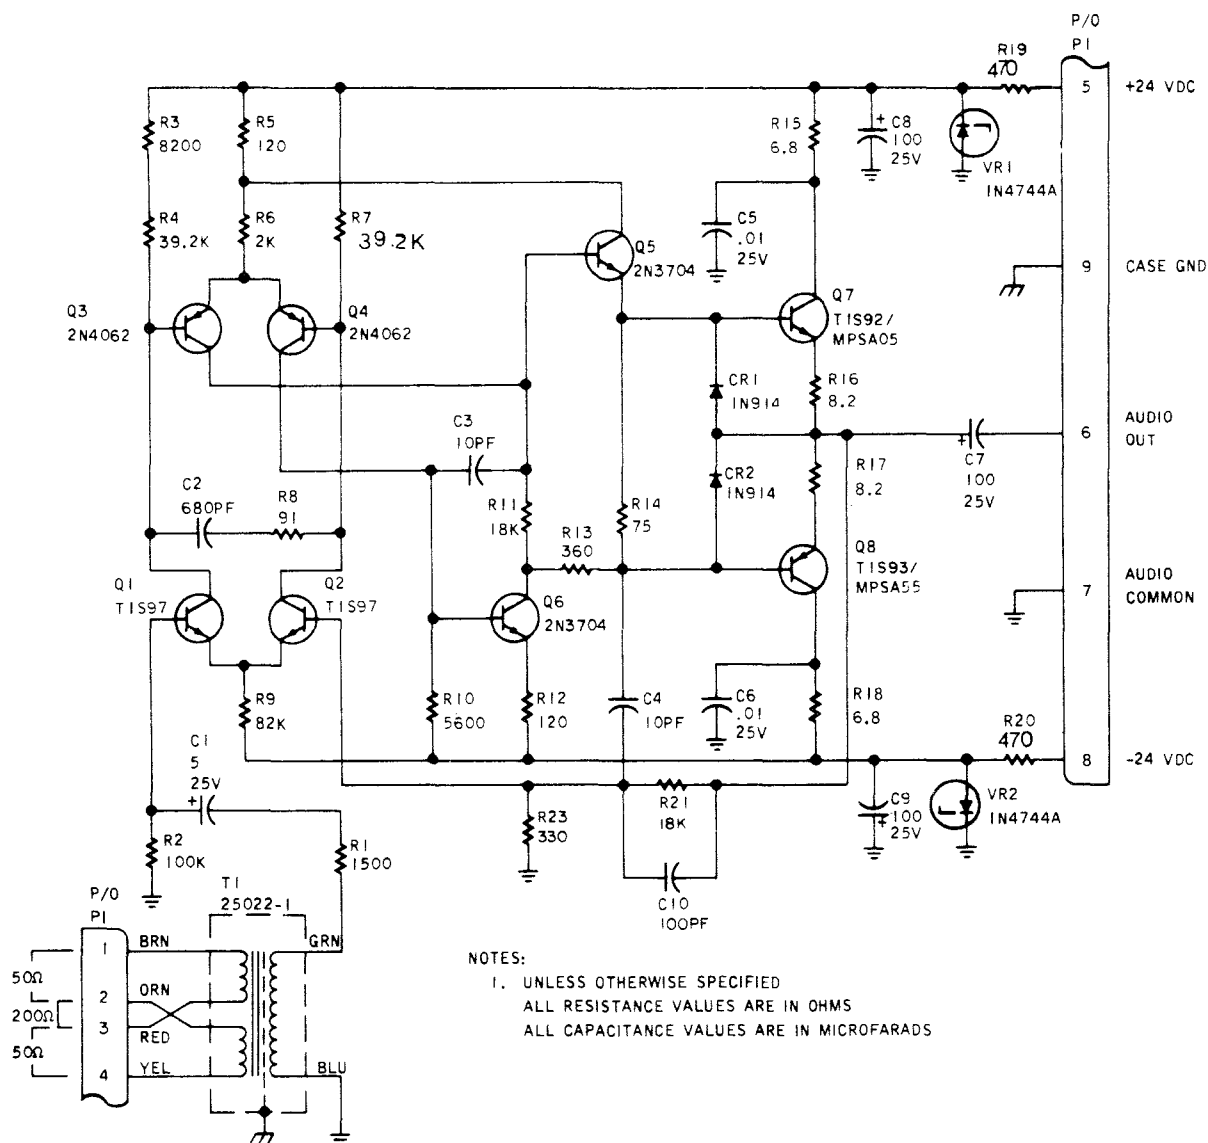 P/O
P1
R19
470
5
+24 VDC
R3
8200
R5
120
R15
6.8
+
C8
100
25V
VR1
1N4744A
R4
39.2K
R6
2K
R7
39.2K
C5
.01
25V
Q5
2N3704
9
CASE GND
Q3
2N4062
Q4
2N4062
Q7
TIS92/
MPSA05
CR1
1N914
R16
8.2
C3
10PF
AUDIO
OUT
6
+
C7
100
25V
CR2
1N914
R17
8.2
C2
680PF
R8
91
R11
18K
R13
360
R14
75
Q8
TIS93/
MPSA55
Q1
TIS97
Q2
TIS97
Q6
2N3704
7
AUDIO
COMMON
R9
82K
R10
5600
R12
120
C4
10PF
C6
.01
25V
R18
6.8
R20
470
8
-24 VDC
C1
5
25V
+
R21
18K
C9
100
25V
+
VR2
1N4744A
R23
330
R2
100K
R1
1500
C10
100PF
P/O
P1
T1
25022-1
1
BRN
GRN
50Ω
2
ORN
200Ω
3
RED
50Ω
4
YEL
BLU
NOTES:
1. UNLESS OTHERWISE SPECIFIED
ALL RESISTANCE VALUES ARE IN OHMS
ALL CAPACITANCE VALUES ARE IN MICROFARADS